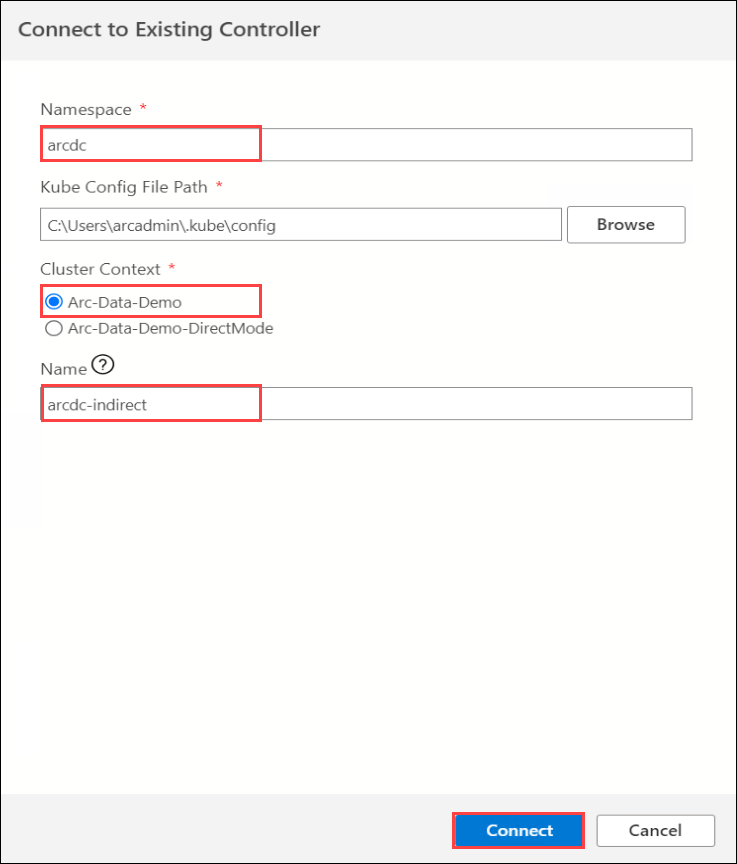 Connect to Existing Controller
Namespace *
arcdc
Kube Config File Path *
C:\Users\arcadmin\.kube\config
Browse
Cluster Context *
Arc-Data-Demo
Arc-Data-Demo-DirectMode
Name ?
arcdc-indirect
Connect
Cancel